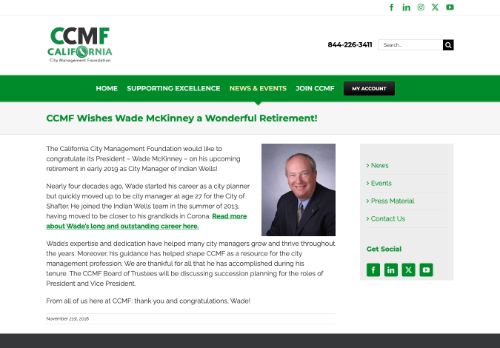 CCMF
CALIFORNIA
City Management Foundation
844-226-3411
Search...
HOME SUPPORTING EXCELLENCE NEWS & EVENTS JOIN CCMF MY ACCOUNT
CCMF Wishes Wade McKinney a Wonderful Retirement!
The California City Management Foundation would like to
congratulate its President – Wade McKinney – on his upcoming
retirement in early 2019 as City Manager of Indian Wells!
Nearly four decades ago, Wade started his career as a city planner
but quickly moved up to be city manager at age 27 for the City of
Shafter. He joined the Indian Wells team in the summer of 2013,
having moved to be closer to his grandkids in Corona. Read more
about Wade's long and outstanding career here.
Wade's expertise and dedication have helped many city managers grow and thrive throughout
the years. Moreover, his guidance has helped shape CCMF as a resource for the city
management profession. We are thankful for all that he has accomplished during his
tenure. The CCMF Board of Trustees will be discussing succession planning for the roles of
President and Vice President.
From all of us here at CCMF: thank you and congratulations, Wade!
November 21st, 2018
> News
> Events
> Press Material
> Contact Us
Get Social